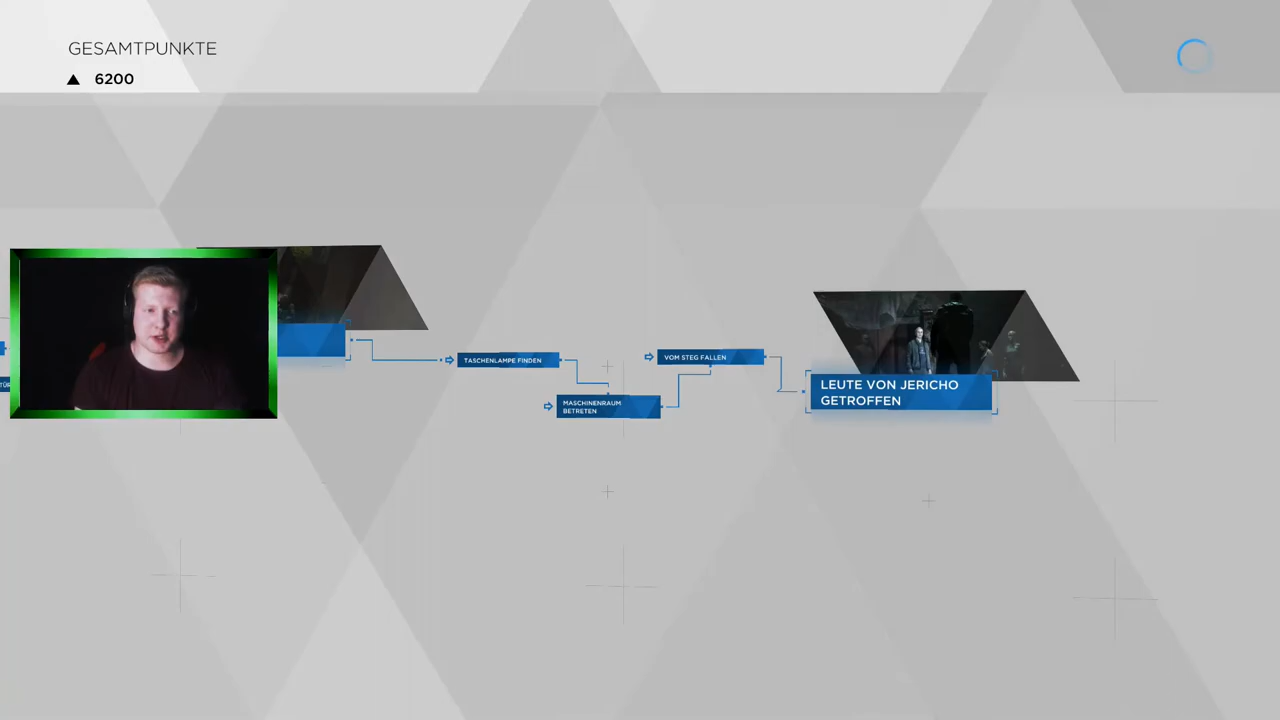 GESAMTPUNKTE
▲ 6200
TASCHENLAMPE FINDEN
VOM STEG FALLEN
MASCHINENRAUM
BETRETEN
LEUTE VON JERICHO
GETROFFEN